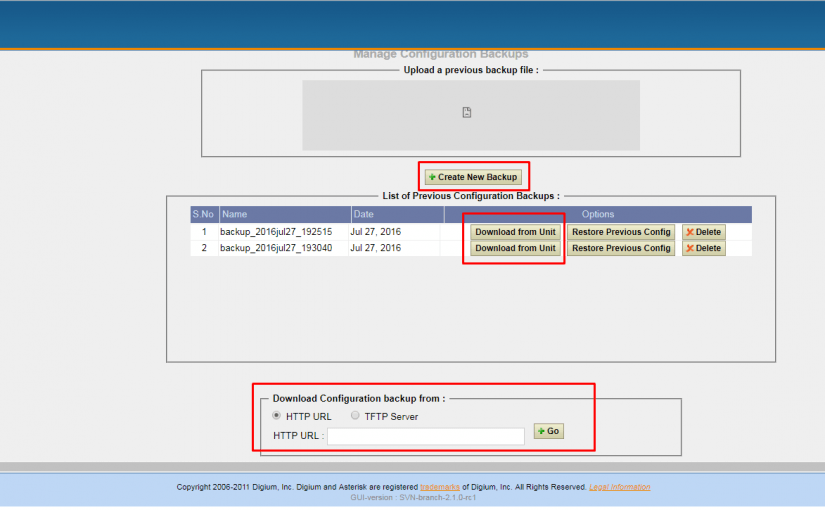 Manage Configuration Backups
Upload a previous backup file :
Create New Backup
List of Previous Configuration Backups :
S.No Name Date Options
1 backup_2016jul27_192515 Jul 27, 2016 Download from Unit Restore Previous Config Delete
2 backup_2016jul27_193040 Jul 27, 2016 Download from Unit Restore Previous Config Delete
Download Configuration backup from :
HTTP URL TFTP Server
HTTP URL : Go
Copyright 2006-2011 Digium, Inc. Digium and Asterisk are registered trademarks of Digium, Inc. All Rights Reserved. Legal Information
GUI-version : SVN-branch-2.1.0-rc1